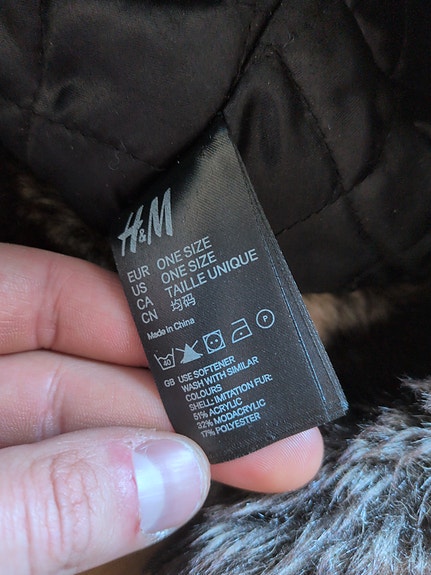 H&M
EUR ONE SIZE
US ONE SIZE
CA TAILLE UNIQUE
CN 均码
Made in China
40 P
GB USE SOFTENER
WASH WITH SIMILAR
COLOURS
SHELL: IMITATION FUR:
51% ACRYLIC
32% MODACRYLIC
17% POLYESTER